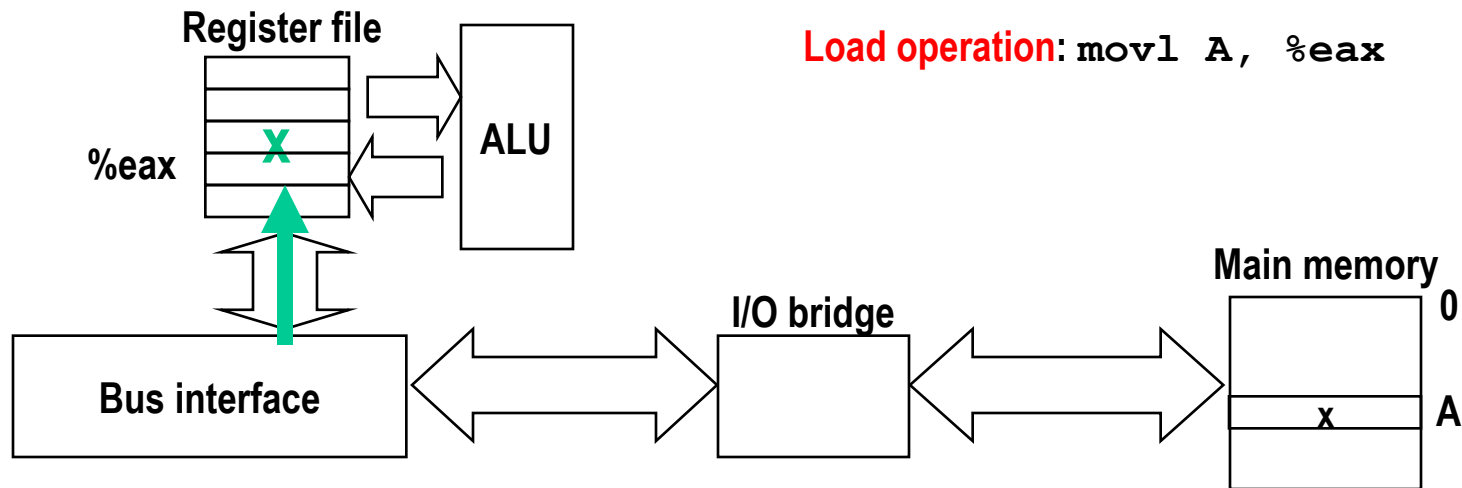 Register file
Load operation: movl A, %eax
X
ALU
%eax
Main memory
0
I/O bridge
Bus interface
x
A